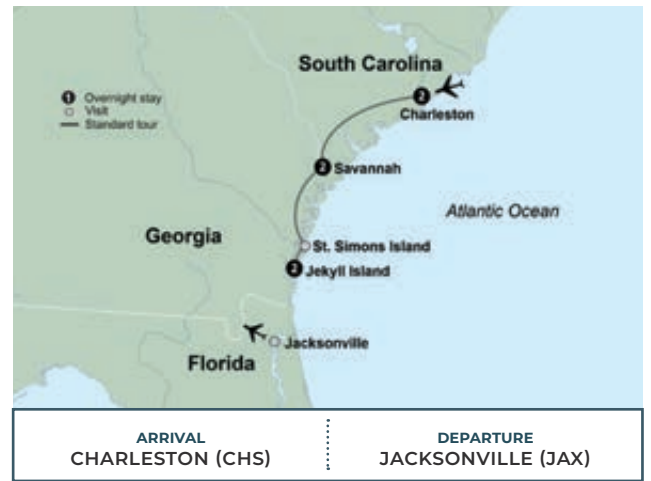 South Carolina
1 Overnight stay
Visit
Standard tour
2
Charleston
2 Savannah
Atlantic Ocean
Georgia
St. Simons Island
2 Jekyll Island
Jacksonville
Florida
ARRIVAL
CHARLESTON (CHS)
DEPARTURE
JACKSONVILLE (JAX)